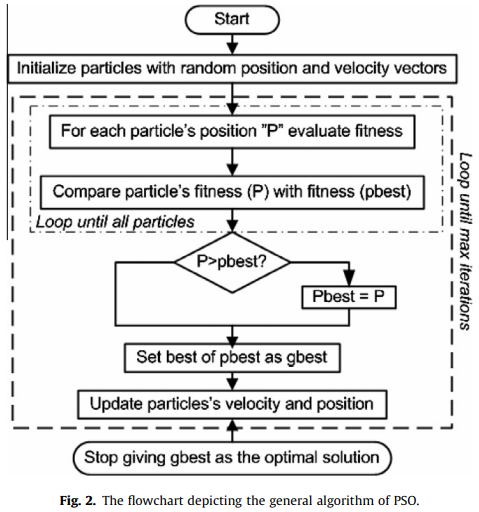 Start
Initialize particles with random position and velocity vectors
For each particle's position "P" evaluate fitness
Compare particle's fitness (P) with fitness (pbest)
Loop until all particles
Loop until max iterations
P>pbest?
Pbest = P
Set best of pbest as gbest
Update particles's velocity and position
Stop giving gbest as the optimal solution
Fig. 2. The flowchart depicting the general algorithm of PSO.